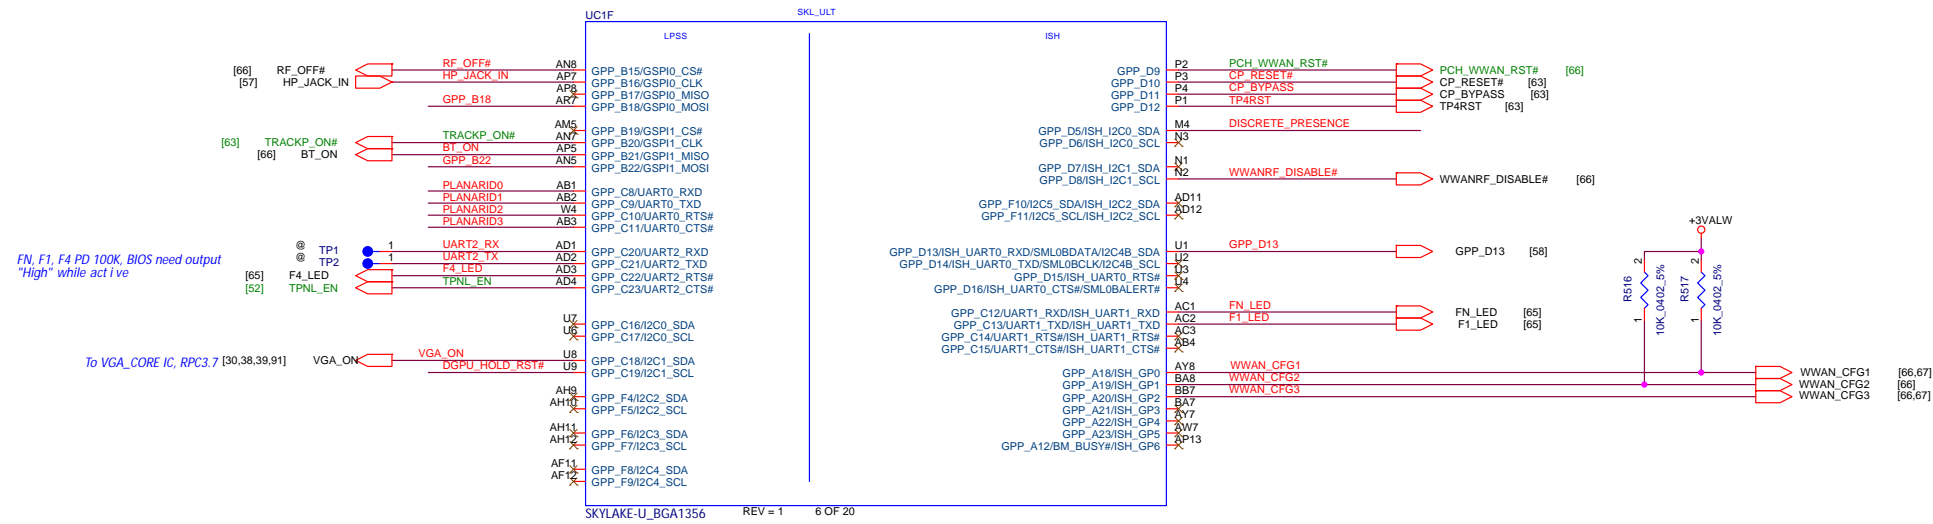 UC1F
SKL_ULT
LPSS
ISH
[66] RF_OFF# RF_OFF# AN8 GPP_B15/GSPI0_CS#
[57] HP_JACK_IN HP_JACK_IN AP7 GPP_B16/GSPI0_CLK
AP8 GPP_B17/GSPI0_MISO
GPP_B18 AR7 GPP_B18/GSPI0_MOSI
AM5 GPP_B19/GSPI1_CS#
[63] TRACKP_ON# TRACKP_ON# AN7 GPP_B20/GSPI1_CLK
[66] BT_ON BT_ON AP5 GPP_B21/GSPI1_MISO
GPP_B22 AN5 GPP_B22/GSPI1_MOSI
PLANARID0 AB1 GPP_C8/UART0_RXD
PLANARID1 AB2 GPP_C9/UART0_TXD
PLANARID2 W4 GPP_C10/UART0_RTS#
PLANARID3 AB3 GPP_C11/UART0_CTS#
@ TP1 1 UART2_RX AD1 GPP_C20/UART2_RXD
@ TP2 1 UART2_TX AD2 GPP_C21/UART2_TXD
FN, F1, F4 PD 100K, BIOS need output
"High" while act i ve
[65] F4_LED F4_LED AD3 GPP_C22/UART2_RTS#
[52] TPNL_EN TPNL_EN AD4 GPP_C23/UART2_CTS#
U7 GPP_C16/I2C0_SDA
U6 GPP_C17/I2C0_SCL
To VGA_CORE IC, RPC3.7 [30,38,39,91] VGA_ON VGA_ON U8 GPP_C18/I2C1_SDA
DGPU_HOLD_RST# U9 GPP_C19/I2C1_SCL
AH9 GPP_F4/I2C2_SDA
AH10 GPP_F5/I2C2_SCL
AH11 GPP_F6/I2C3_SDA
AH12 GPP_F7/I2C3_SCL
AF11 GPP_F8/I2C4_SDA
AF12 GPP_F9/I2C4_SCL
GPP_D9 P2 PCH_WWAN_RST# PCH_WWAN_RST# [66]
GPP_D10 P3 CP_RESET# CP_RESET# [63]
GPP_D11 P4 CP_BYPASS CP_BYPASS [63]
GPP_D12 P1 TP4RST TP4RST [63]
GPP_D5/ISH_I2C0_SDA M4 DISCRETE_PRESENCE
GPP_D6/ISH_I2C0_SCL N3
GPP_D7/ISH_I2C1_SDA N1
GPP_D8/ISH_I2C1_SCL N2 WWANRF_DISABLE# WWANRF_DISABLE# [66]
GPP_F10/I2C5_SDA/ISH_I2C2_SDA AD11
GPP_F11/I2C5_SCL/ISH_I2C2_SCL AD12
GPP_D13/ISH_UART0_RXD/SML0BDATA/I2C4B_SDA U1 GPP_D13 GPP_D13 [58]
GPP_D14/ISH_UART0_TXD/SML0BCLK/I2C4B_SCL U2
GPP_D15/ISH_UART0_RTS# U3
GPP_D16/ISH_UART0_CTS#/SML0BALERT# U4
GPP_C12/UART1_RXD/ISH_UART1_RXD AC1 FN_LED FN_LED [65]
GPP_C13/UART1_TXD/ISH_UART1_TXD AC2 F1_LED F1_LED [65]
GPP_C14/UART1_RTS#/ISH_UART1_RTS# AC3
GPP_C15/UART1_CTS#/ISH_UART1_CTS# AB4
GPP_A18/ISH_GP0 AY8 WWAN_CFG1 WWAN_CFG1 [66,67]
GPP_A19/ISH_GP1 BA8 WWAN_CFG2 WWAN_CFG2 [66]
GPP_A20/ISH_GP2 BB7 WWAN_CFG3 WWAN_CFG3 [66,67]
GPP_A21/ISH_GP3 BA7
GPP_A22/ISH_GP4 AY7
GPP_A23/ISH_GP5 AW7
GPP_A12/BM_BUSY#/ISH_GP6 AP13
+3VALW
R516 1 2 10K_0402_5%
R517 1 2 10K_0402_5%
SKYLAKE-U_BGA1356 REV = 1 6 OF 20